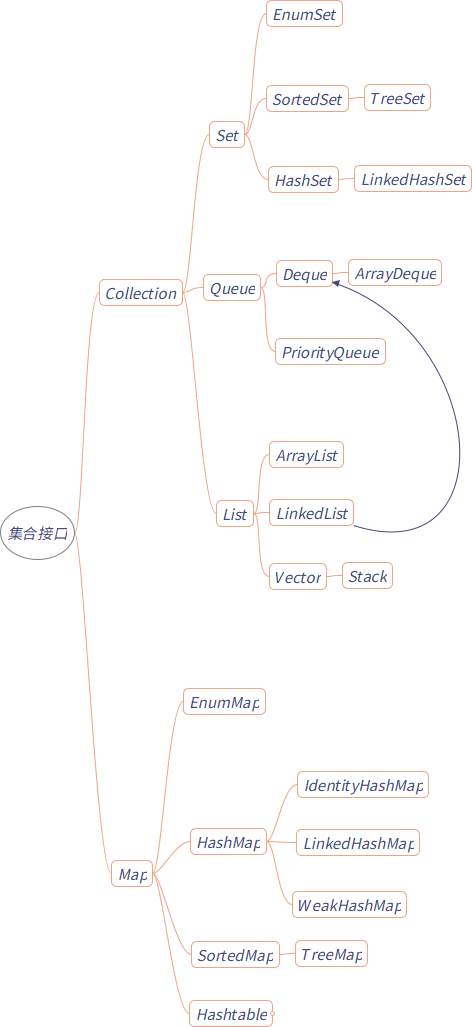 集合接口
Collection
Set
EnumSet
SortedSet
TreeSet
HashSet
LinkedHashSet
Queue
Deque
ArrayDeque
PriorityQueue
List
ArrayList
LinkedList
Vector
Stack
Map
EnumMap
HashMap
IdentityHashMap
LinkedHashMap
WeakHashMap
SortedMap
TreeMap
Hashtable